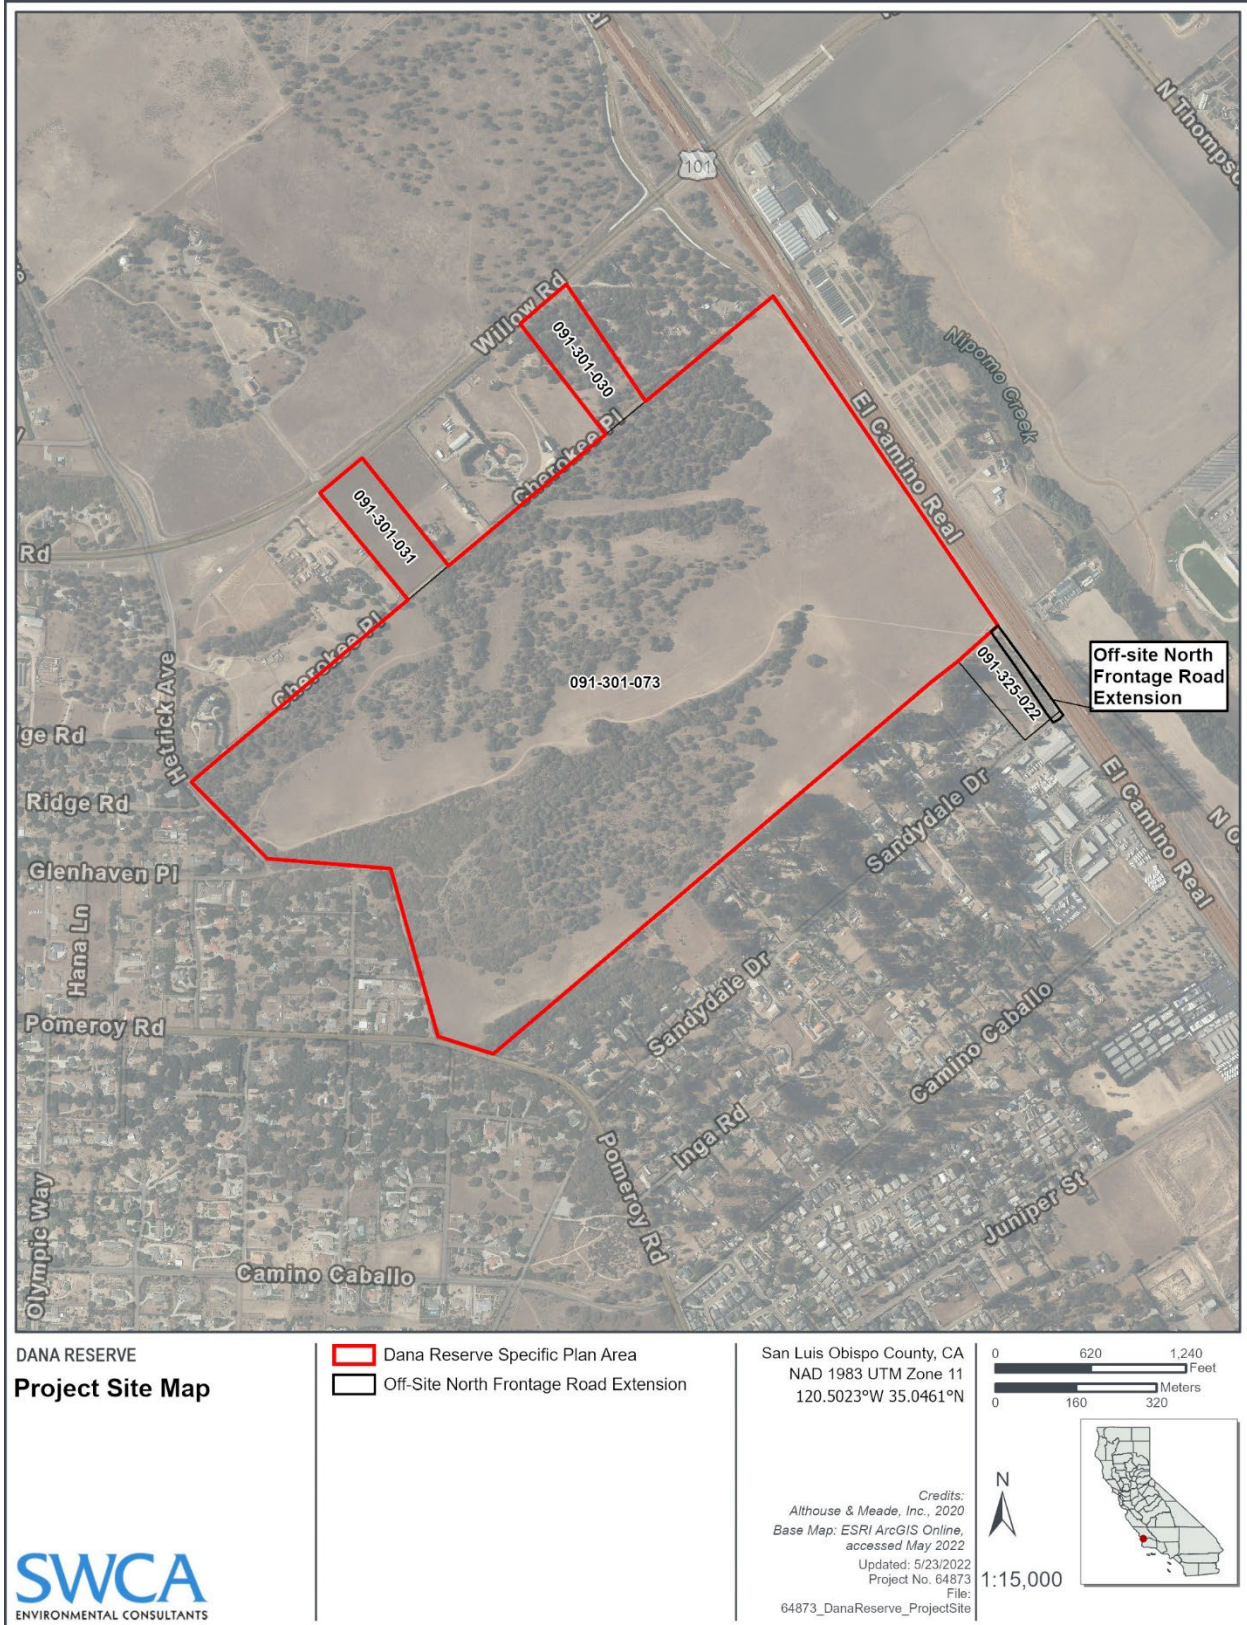 al
101
N Thomps
Willow Rd
091-301-030
Nipomo Creek
El Camino Real
Cherokee Pl
091-301-031
Rd
Cherokee Pl
Hetrick Ave
091-301-073
091-325-022
Off-site North
Frontage Road
Extension
ge Rd
Ridge Rd
Sandydale Dr
El Camino Real
Glenhaven Pl
Hana Ln
Sandydale Dr
Camino Caballo
Pomeroy Rd
Inga Rd
Pomeroy Rd
Juniper St
Olympic Way
Camino Caballo
DANA RESERVE
Project Site Map
SWCA
ENVIRONMENTAL CONSULTANTS
Dana Reserve Specific Plan Area
Off-Site North Frontage Road Extension
San Luis Obispo County, CA
NAD 1983 UTM Zone 11
120.5023°W 35.0461°N
Credits:
Althouse & Meade, Inc., 2020
Base Map: ESRI ArcGIS Online,
accessed May 2022
Updated: 5/23/2022
Project No. 64873
File:
64873_DanaReserve_ProjectSite
0 620 1,240
Feet
Meters
0 160 320
N
1:15,000